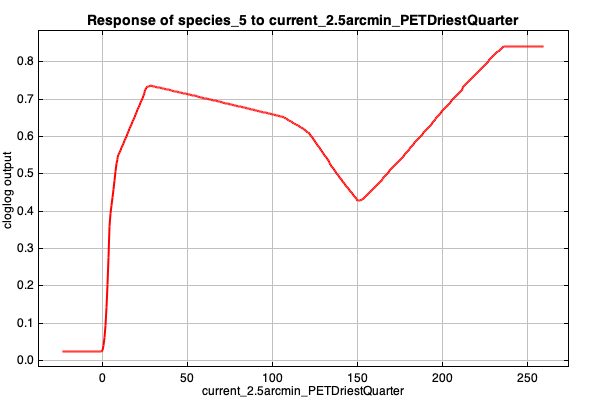 Response of species_5 to current_2.5arcmin_PETDriestQuarter
cloglog output
0.8
0.7
0.6
0.5
0.4
0.3
0.2
0.1
0.0
0 50 100 150 200 250
current_2.5arcmin_PETDriestQuarter